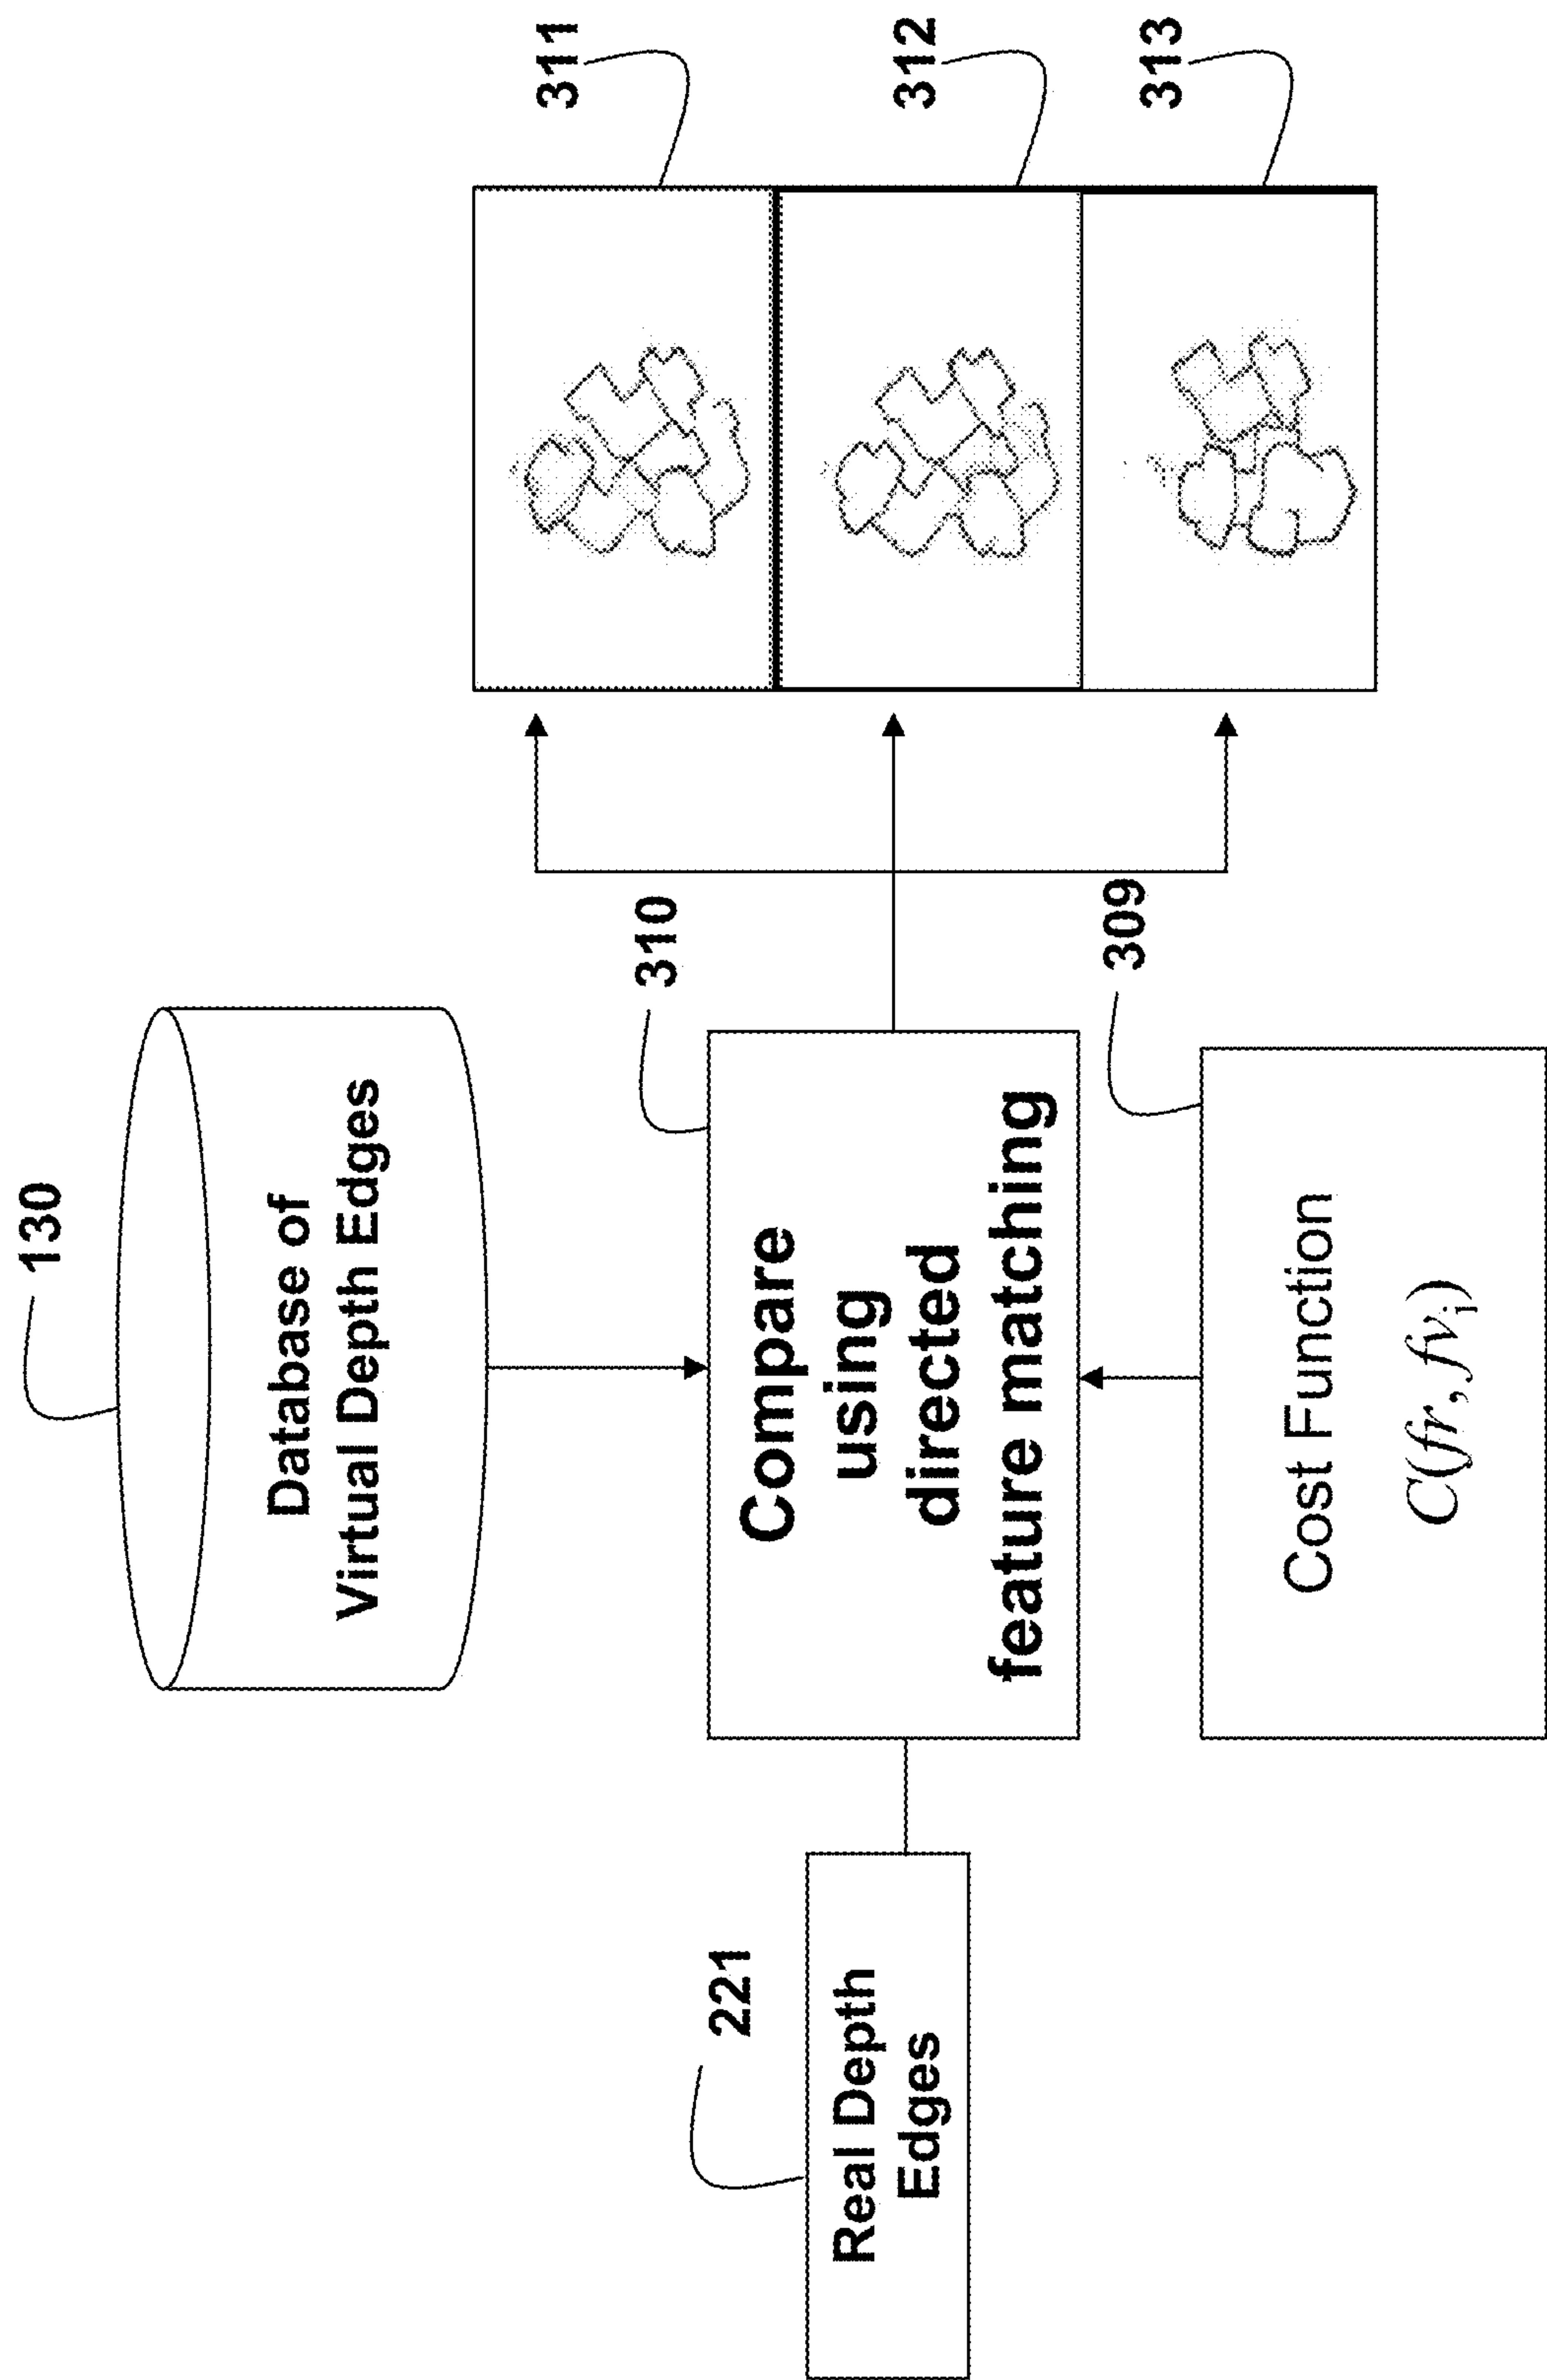 130
Database of
Virtual Depth Edges
221
Real Depth
Edges
310
Compare
using
directed
feature matching
309
Cost Function
C(fr, fvᵢ)
311
312
313